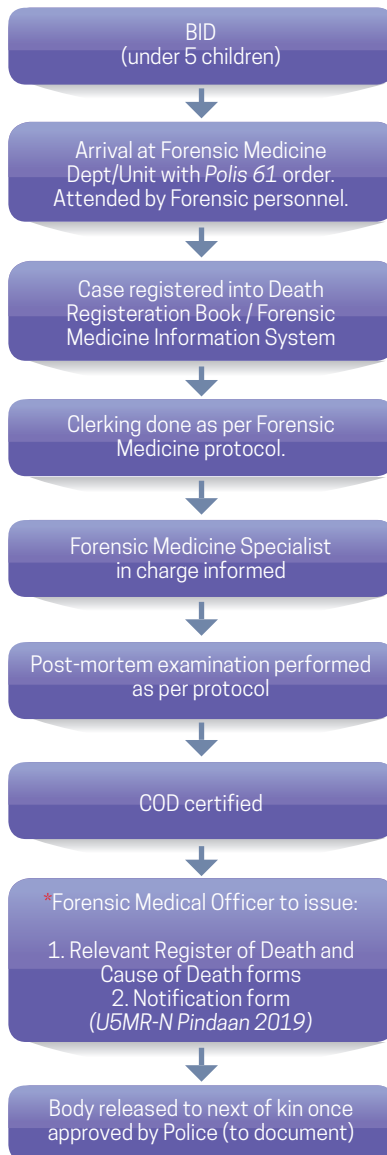 BID
(under 5 children)
Arrival at Forensic Medicine
Dept/Unit with Polis 61 order.
Attended by Forensic personnel.
Case registered into Death
Registeration Book / Forensic
Medicine Information System
Clerking done as per Forensic
Medicine protocol.
Forensic Medicine Specialist
in charge informed
Post-mortem examination performed
as per protocol
COD certified
*Forensic Medical Officer to issue:
1. Relevant Register of Death and
Cause of Death forms
2. Notification form
(U5MR-N Pindaan 2019)
Body released to next of kin once
approved by Police (to document)